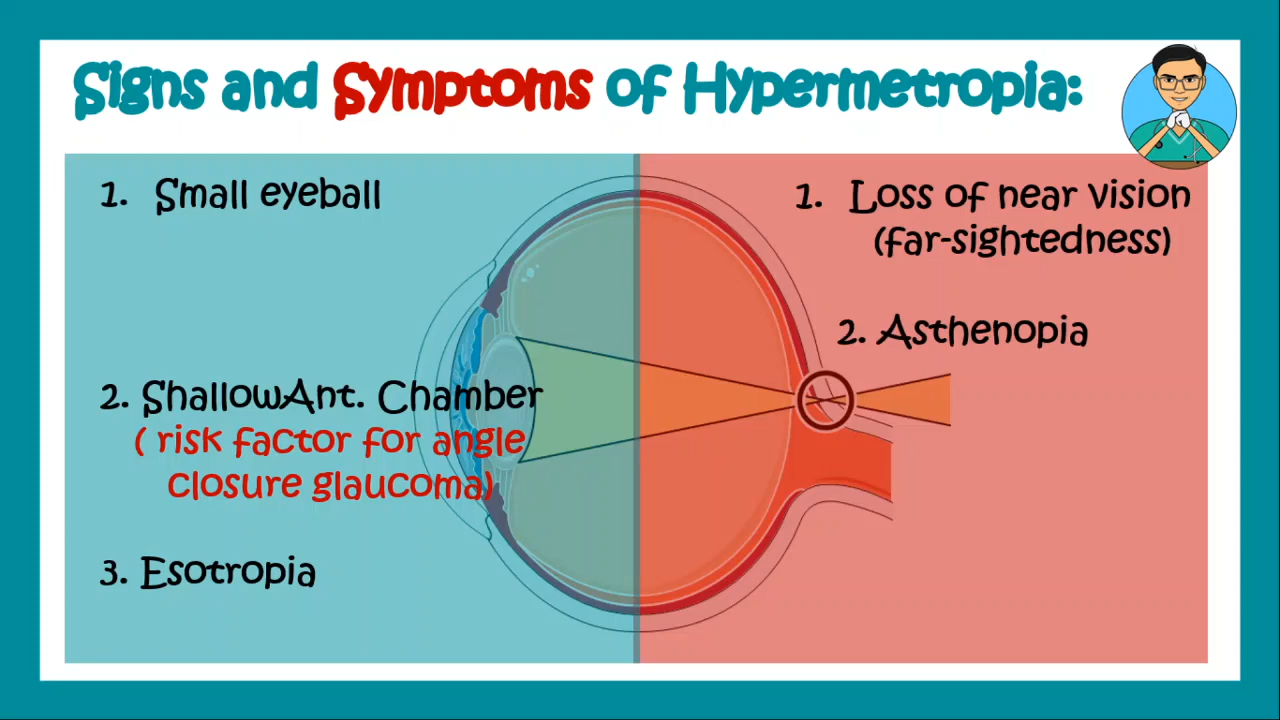 Signs and Symptoms of Hypermetropia:
1. Small eyeball
2. ShallowAnt. Chamber
( risk factor for angle
closure glaucoma)
3. Esotropia
1. Loss of near vision
(far-sightedness)
2. Asthenopia